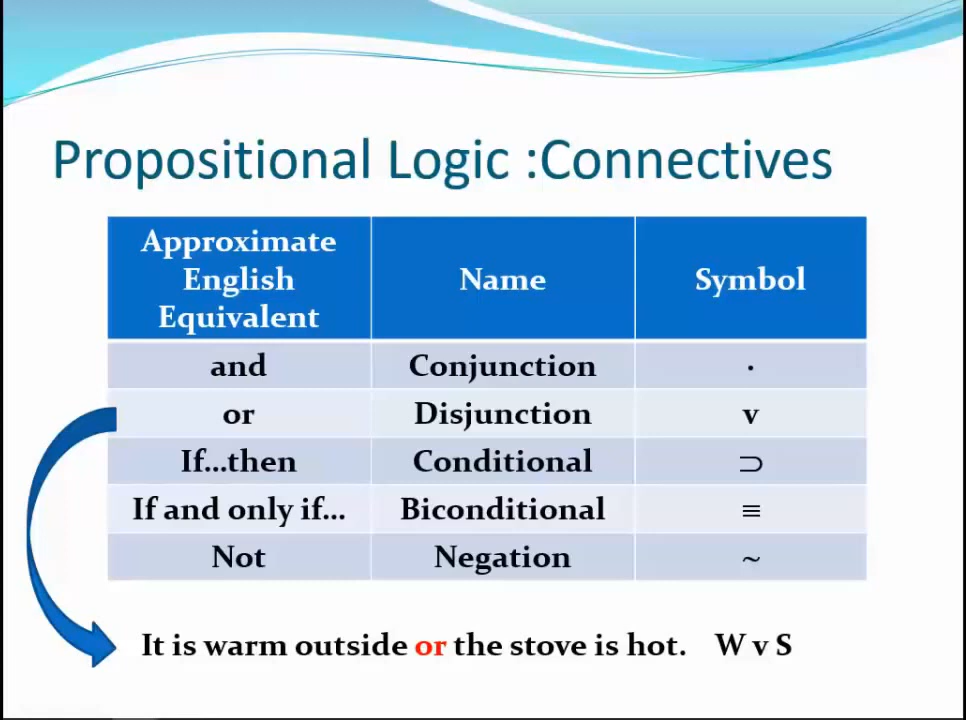 Propositional Logic :Connectives
Approximate
English
Equivalent
Name
Symbol
and Conjunction ·
or Disjunction v
If...then Conditional ⊃
If and only if... Biconditional ≡
Not Negation ~
It is warm outside or the stove is hot. W v S